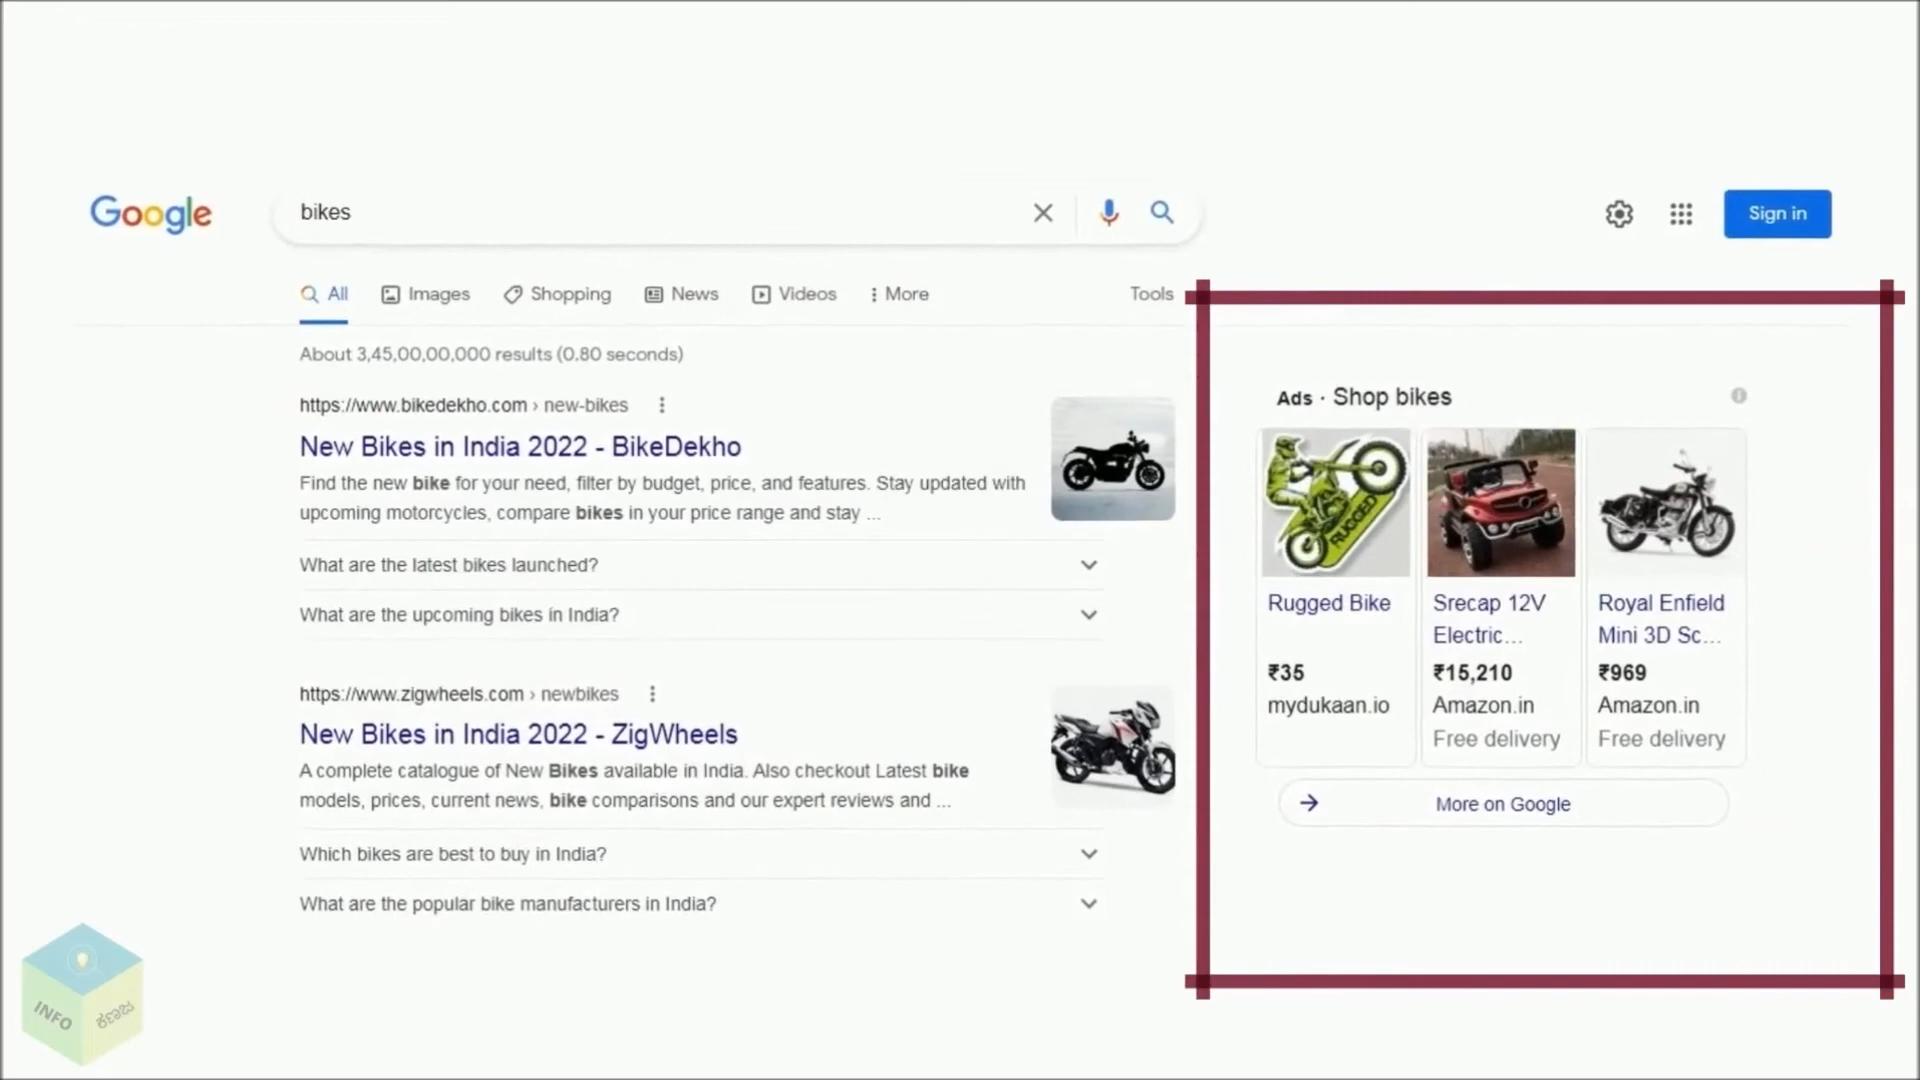 Google
bikes
Sign in
All
Images
Shopping
News
Videos
More
Tools
About 3,45,00,00,000 results (0.80 seconds)
https://www.bikedekho.com › new-bikes
New Bikes in India 2022 - BikeDekho
Find the new bike for your need, filter by budget, price, and features. Stay updated with
upcoming motorcycles, compare bikes in your price range and stay ...
What are the latest bikes launched?
What are the upcoming bikes in India?
https://www.zigwheels.com › newbikes
New Bikes in India 2022 - ZigWheels
A complete catalogue of New Bikes available in India. Also checkout Latest bike
models, prices, current news, bike comparisons and our expert reviews and ...
Which bikes are best to buy in India?
What are the popular bike manufacturers in India?
Ads · Shop bikes
RUGGED
Rugged Bike
₹35
mydukaan.io
Srecap 12V
Electric...
₹15,210
Amazon.in
Free delivery
Royal Enfield
Mini 3D Sc...
₹969
Amazon.in
Free delivery
More on Google
INFO